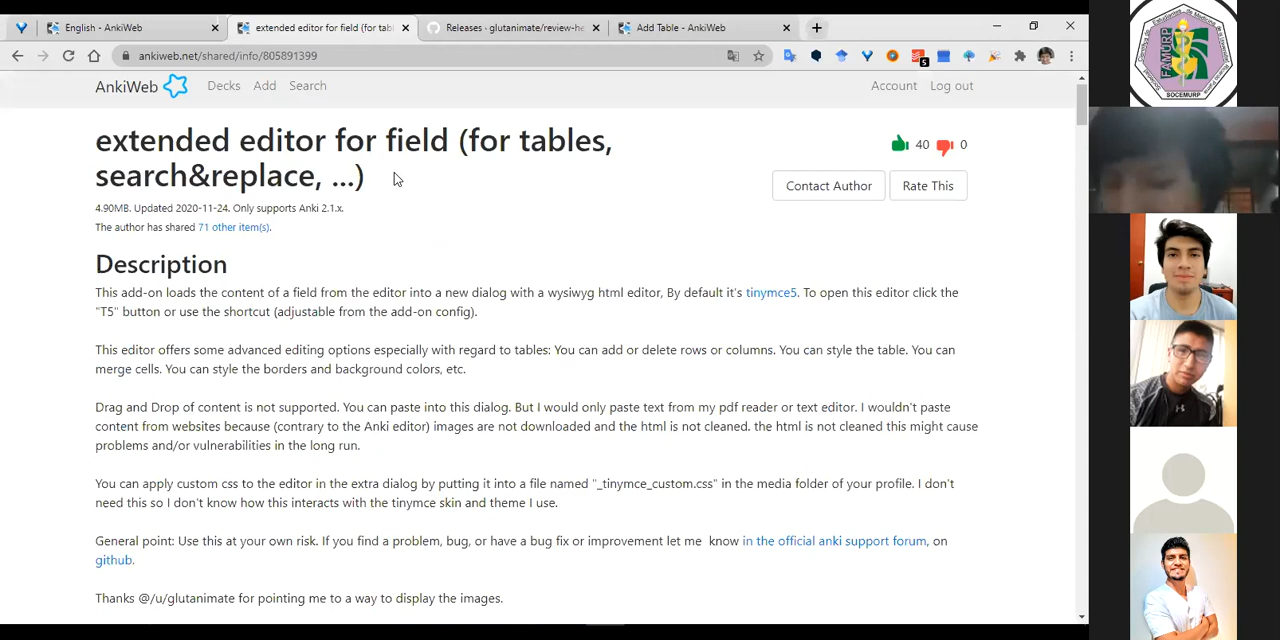 English - AnkiWeb
extended editor for field (for tabl
Releases · glutanimate/review-he
Add Table - AnkiWeb
ankiweb.net/shared/info/805891399
5
AnkiWeb
Decks
Add
Search
Account
Log out
extended editor for field (for tables,
search&replace, ...)
40
0
Contact Author
Rate This
4.90MB. Updated 2020-11-24. Only supports Anki 2.1.x.
The author has shared 71 other item(s).
Description
This add-on loads the content of a field from the editor into a new dialog with a wysiwyg html editor, By default it's tinymce5. To open this editor click the
"T5" button or use the shortcut (adjustable from the add-on config).
This editor offers some advanced editing options especially with regard to tables: You can add or delete rows or columns. You can style the table. You can
merge cells. You can style the borders and background colors, etc.
Drag and Drop of content is not supported. You can paste into this dialog. But I would only paste text from my pdf reader or text editor. I wouldn't paste
content from websites because (contrary to the Anki editor) images are not downloaded and the html is not cleaned. the html is not cleaned this might cause
problems and/or vulnerabilities in the long run.
You can apply custom css to the editor in the extra dialog by putting it into a file named "_tinymce_custom.css" in the media folder of your profile. I don't
need this so I don't know how this interacts with the tinymce skin and theme I use.
General point: Use this at your own risk. If you find a problem, bug, or have a bug fix or improvement let me know in the official anki support forum, on
github.
Thanks @/u/glutanimate for pointing me to a way to display the images.
FAMURP
SOCEMURP